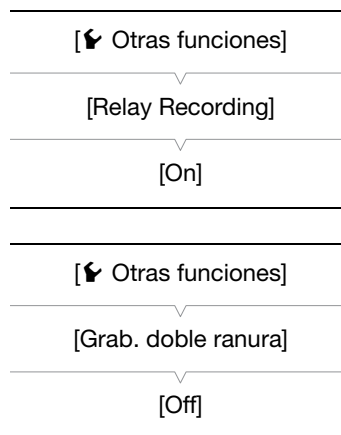 [Otras funciones]
[Relay Recording]
[On]
[Otras funciones]
[Grab. doble ranura]
[Off]